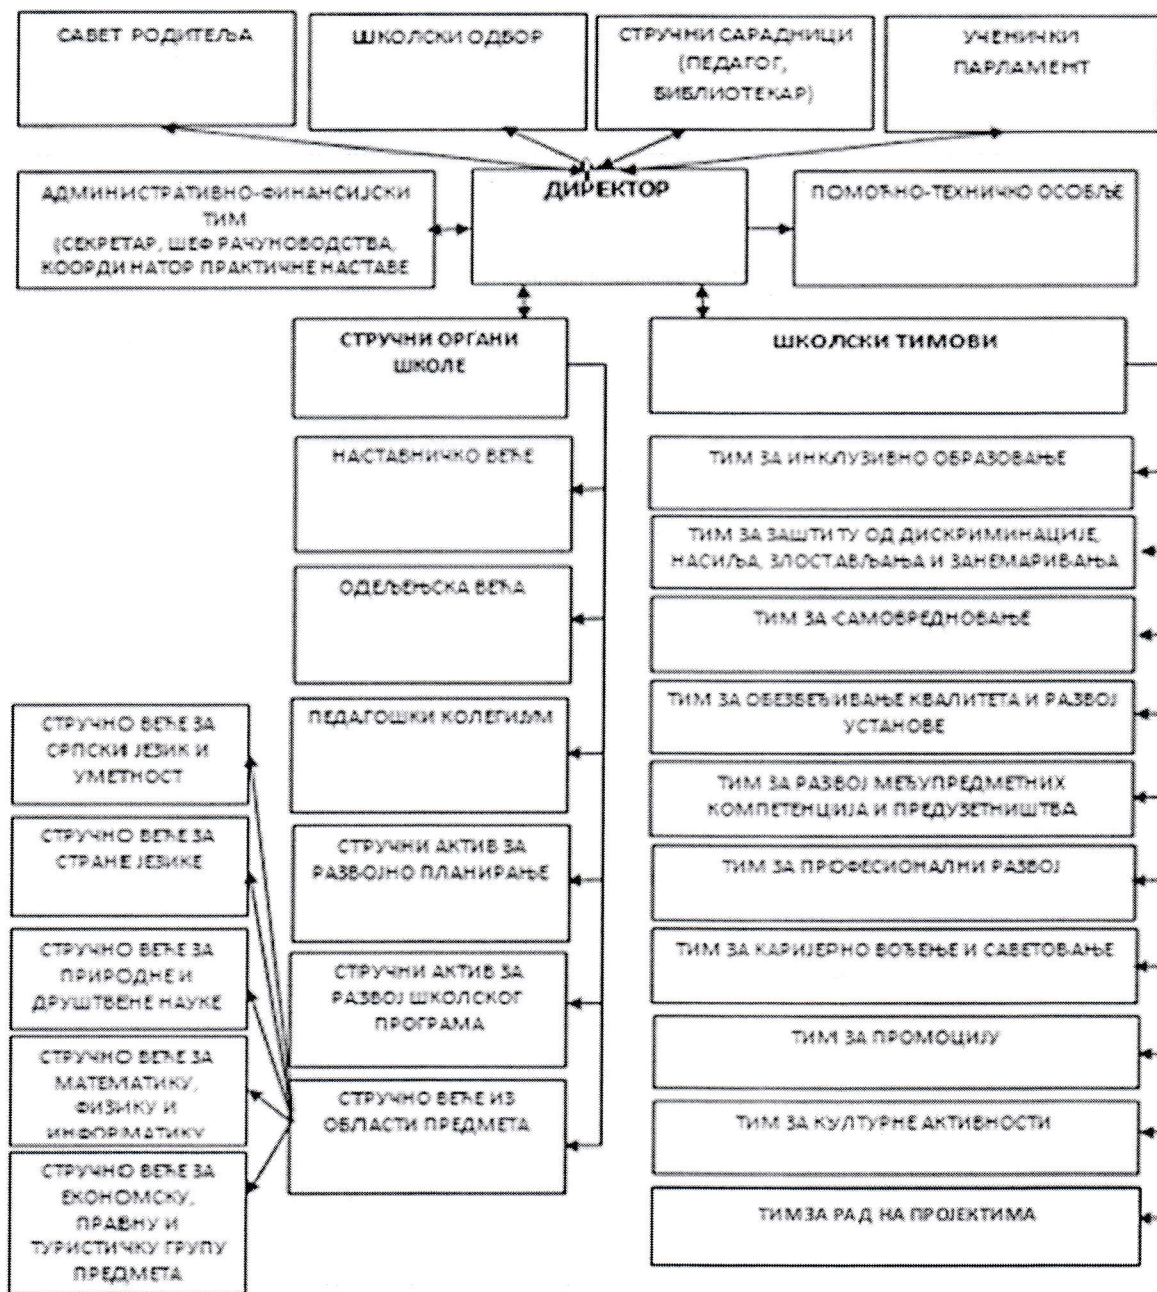 САВЕТ РОДИТЕЉА
ШКОЛСКИ ОДБОР
СТРУЧНИ САРАДНИЦИ
(ПЕДАГОГ,
БИБЛИОТЕКАР)
УЧЕНИЧКИ
ПАРЛАМЕНТ
АДМИНИСТРАТИВНО-ФИНАНСИЈСКИ
ТИМ
(СЕКРЕТАР, ШЕФ РАЧУНОВОДСТВА,
КООРДИНАТОР ПРАКТИЧНЕ НАСТАВЕ
ДИРЕКТОР
ПОМОЋНО-ТЕХНИЧКО ОСОБЉЕ
СТРУЧНИ ОРГАНИ
ШКОЛЕ
НАСТАВНИЧКО ВЕЋЕ
ОДЕЉЕЊСКА ВЕЋА
ПЕДАГОШКИ КОЛЕГИЈУМ
СТРУЧНИ АКТИВ ЗА
РАЗВОЈНО ПЛАНИРАЊЕ
СТРУЧНИ АКТИВ ЗА
РАЗВОЈ ШКОЛСКОГ
ПРОГРАМА
СТРУЧНО ВЕЋЕ ИЗ
ОБЛАСТИ ПРЕДМЕТА
СТРУЧНО ВЕЋЕ ЗА
СРПСКИ ЈЕЗИК И
УМЕТНОСТ
СТРУЧНО ВЕЋЕ ЗА
СТРАНЕ ЈЕЗИКЕ
СТРУЧНО ВЕЋЕ ЗА
ПРИРОДНЕ И
ДРУШТВЕНЕ НАУКЕ
СТРУЧНО ВЕЋЕ ЗА
МАТЕМАТИКУ,
ФИЗИКУ И
ИНФОРМАТИКУ
СТРУЧНО ВЕЋЕ ЗА
ЕКОНОМСКУ,
ПРАВНУ И
ТУРИСТИЧКУ ГРУПУ
ПРЕДМЕТА
ШКОЛСКИ ТИМОВИ
ТИМ ЗА ИНКЛУЗИВНО ОБРАЗОВАЊЕ
ТИМ ЗА ЗАШТИТУ ОД ДИСКРИМИНАЦИЈЕ,
НАСИЉА, ЗЛОСТАВЉАЊА И ЗАНЕМАРИВАЊА
ТИМ ЗА САМОВРЕДНОВАЊЕ
ТИМ ЗА ОБЕЗБЕЂИВАЊЕ КВАЛИТЕТА И РАЗВОЈ
УСТАНОВЕ
ТИМ ЗА РАЗВОЈ МЕЂУПРЕДМЕТНИХ
КОМПЕТЕНЦИЈА И ПРЕДУЗЕТНИШТВА
ТИМ ЗА ПРОФЕСИОНАЛНИ РАЗВОЈ
ТИМ ЗА КАРИЈЕРНО ВОЂЕЊЕ И САВЕТОВАЊЕ
ТИМ ЗА ПРОМОЦИЈУ
ТИМ ЗА КУЛТУРНЕ АКТИВНОСТИ
ТИМ ЗА РАД НА ПРОЈЕКТИМА